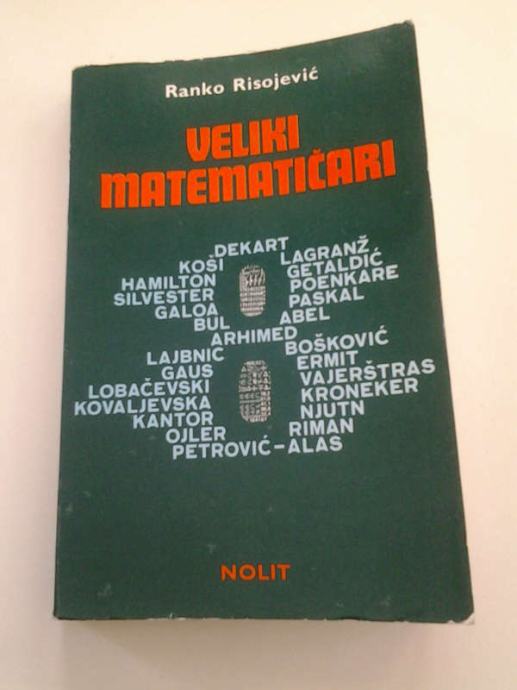 Ranko Risojević
VELIKI
MATEMATIČARI
DEKART
KOŠI LAGRANŽ
HAMILTON GETALDIĆ
SILVESTER POENKARE
GALOA PASKAL
BUL ABEL
ARHIMED
LAJBNIC BOŠKOVIĆ
GAUS ERMIT
LOBAČEVSKI VAJERŠTRAS
KOVALJEVSKA KRONEKER
KANTOR NJUTN
OJLER RIMAN
PETROVIĆ-ALAS
NOLIT